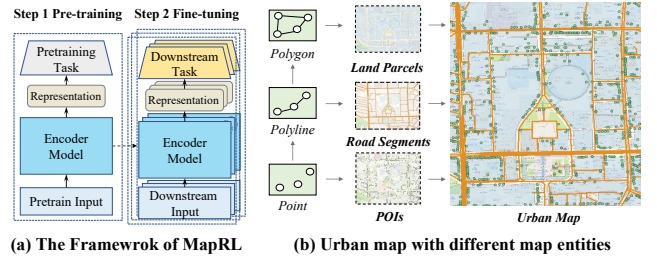 Step 1 Pre-training
Step 2 Fine-tuning
Pretraining
Task
Representation
Encoder
Model
Pretrain Input
Downstream
Task
Representation
Encoder
Model
Downstream
Input
(a) The Framewrok of MapRL
Polygon
Polyline
Point
Land Parcels
Road Segments
POIs
Urban Map
(b) Urban map with different map entities